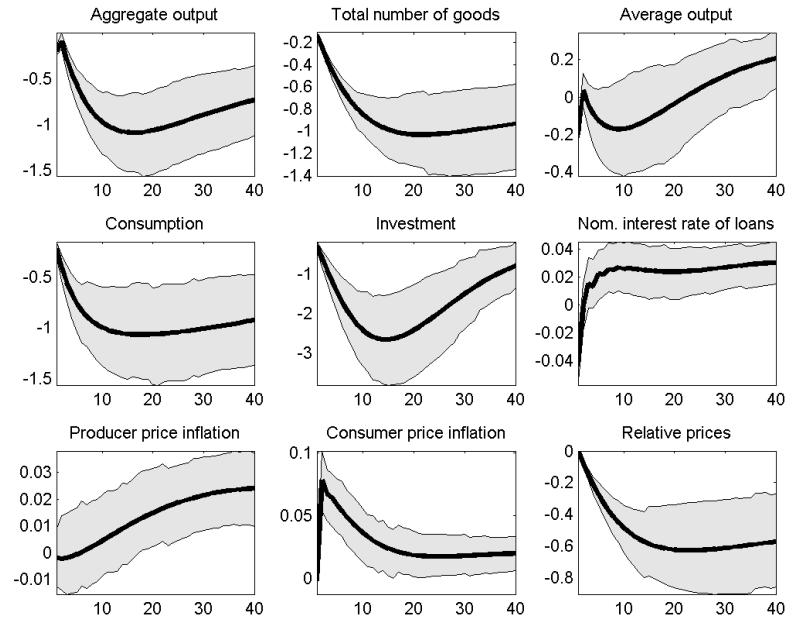 Aggregate output
-0.5
-1
-1.5
10 20 30 40
Total number of goods
-0.2
-0.4
-0.6
-0.8
-1
-1.2
-1.4
10 20 30 40
Average output
0.2
0
-0.2
-0.4
10 20 30 40
Consumption
-0.5
-1
-1.5
10 20 30 40
Investment
-1
-2
-3
10 20 30 40
Nom. interest rate of loans
0.04
0.02
0
-0.02
-0.04
10 20 30 40
Producer price inflation
0.03
0.02
0.01
0
-0.01
10 20 30 40
Consumer price inflation
0.1
0.05
0
10 20 30 40
Relative prices
0
-0.2
-0.4
-0.6
-0.8
10 20 30 40